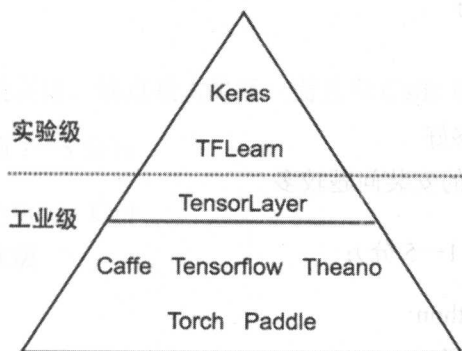 Keras
实验级
TFLearn
TensorLayer
工业级
Caffe Tensorflow Theano
Torch Paddle